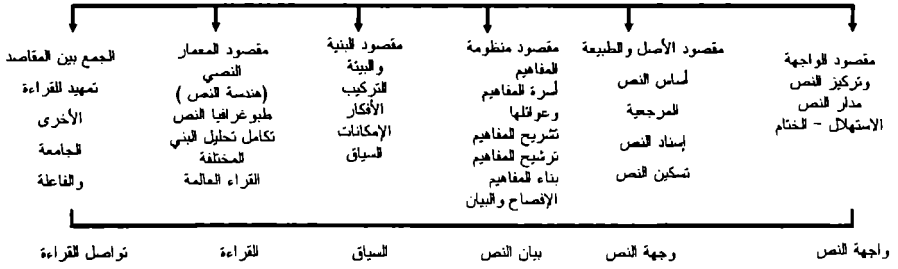 مقصود الواجهة
وتركيز النص
مدار النص
الاستهلال - الختام
مقصود الأصل والطبيعة
أساس النص
المرجعية
إسناد النص
تسكين النص
مقصود منظومة
المفاهيم
أسرة المفاهيم
وعوائلها
تشريح المفاهيم
ترشيح المفاهيم
بناء المفاهيم
الإفصاح والبيان
مقصود البنية
والبيئة
التركيب
الأفكار
الإمكانات
السياق
مقصود المعمار
النصي
(هندسة النص)
طبوغرافيا النص
تكامل تحليل البنى
المختلفة
القراء العالمة
الجمع بين المقاصد
تمهيد للقراءة
الأخرى
الجامعة
والفاعلة
واجهة النص
وجهة النص
بيان النص
السياق
للقراءة
تواصل القراءة